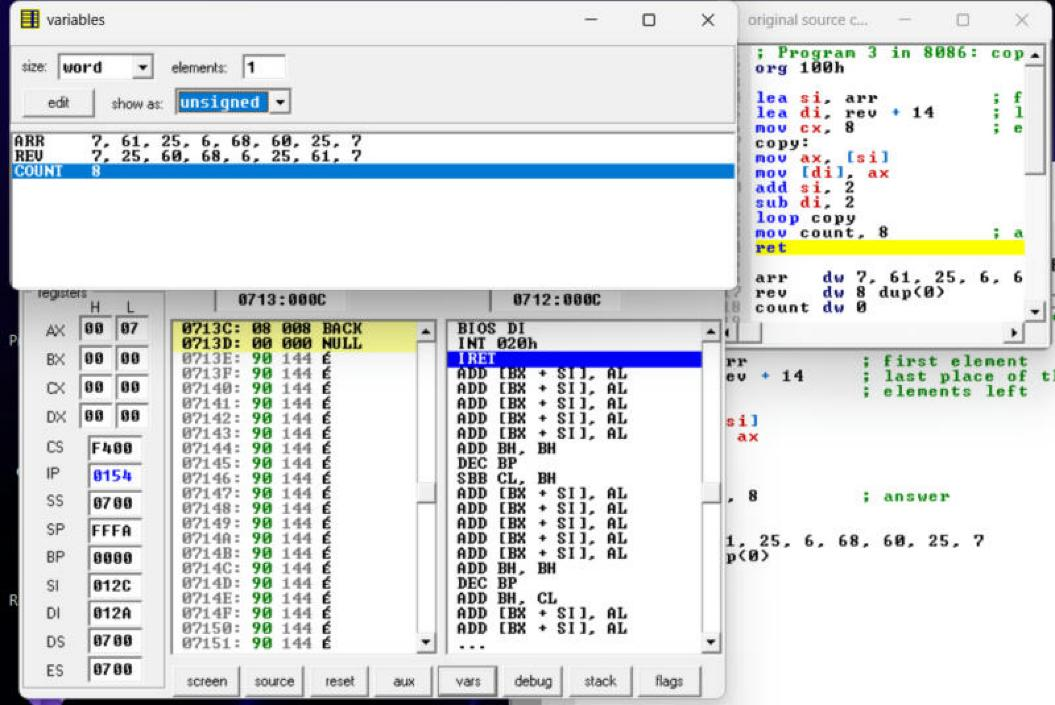 variables
original source c...
size: word elements: 1
edit show as: unsigned
ARR 7, 61, 25, 6, 68, 60, 25, 7
REV 7, 25, 60, 68, 6, 25, 61, 7
COUNT 8
; Program 3 in 8086: cop
org 100h
lea si, arr ; f
lea di, rev + 14 ; l
mov cx, 8 ; e
copy:
mov ax, [si]
mov [di], ax
add si, 2
sub di, 2
loop copy
mov count, 8 ; a
ret
arr dw 7, 61, 25, 6, 6
rev dw 8 dup(0)
count dw 0
registers
H L
AX 00 07
BX 00 00
CX 00 00
DX 00 00
CS F400
IP 0154
SS 0700
SP FFFA
BP 0000
SI 012C
DI 012A
DS 0700
ES 0700
0713:000C
0713C: 08 008 BACK
0713D: 00 000 NULL
0713E: 90 144 É
0713F: 90 144 É
07140: 90 144 É
07141: 90 144 É
07142: 90 144 É
07143: 90 144 É
07144: 90 144 É
07145: 90 144 É
07146: 90 144 É
07147: 90 144 É
07148: 90 144 É
07149: 90 144 É
0714A: 90 144 É
0714B: 90 144 É
0714C: 90 144 É
0714D: 90 144 É
0714E: 90 144 É
0714F: 90 144 É
07150: 90 144 É
07151: 90 144 É
0712:000C
BIOS DI
INT 020h
IRET
ADD [BX + SI], AL
ADD [BX + SI], AL
ADD [BX + SI], AL
ADD [BX + SI], AL
ADD [BX + SI], AL
ADD BH, BH
DEC BP
SBB CL, BH
ADD [BX + SI], AL
ADD [BX + SI], AL
ADD [BX + SI], AL
ADD [BX + SI], AL
ADD [BX + SI], AL
ADD BH, BH
DEC BP
ADD BH, CL
ADD [BX + SI], AL
ADD [BX + SI], AL
...
screen source reset aux vars debug stack flags
rr ; first element
ev + 14 ; last place of t
; elements left
si]
ax
, 8 ; answer
1, 25, 6, 68, 60, 25, 7
p(0)